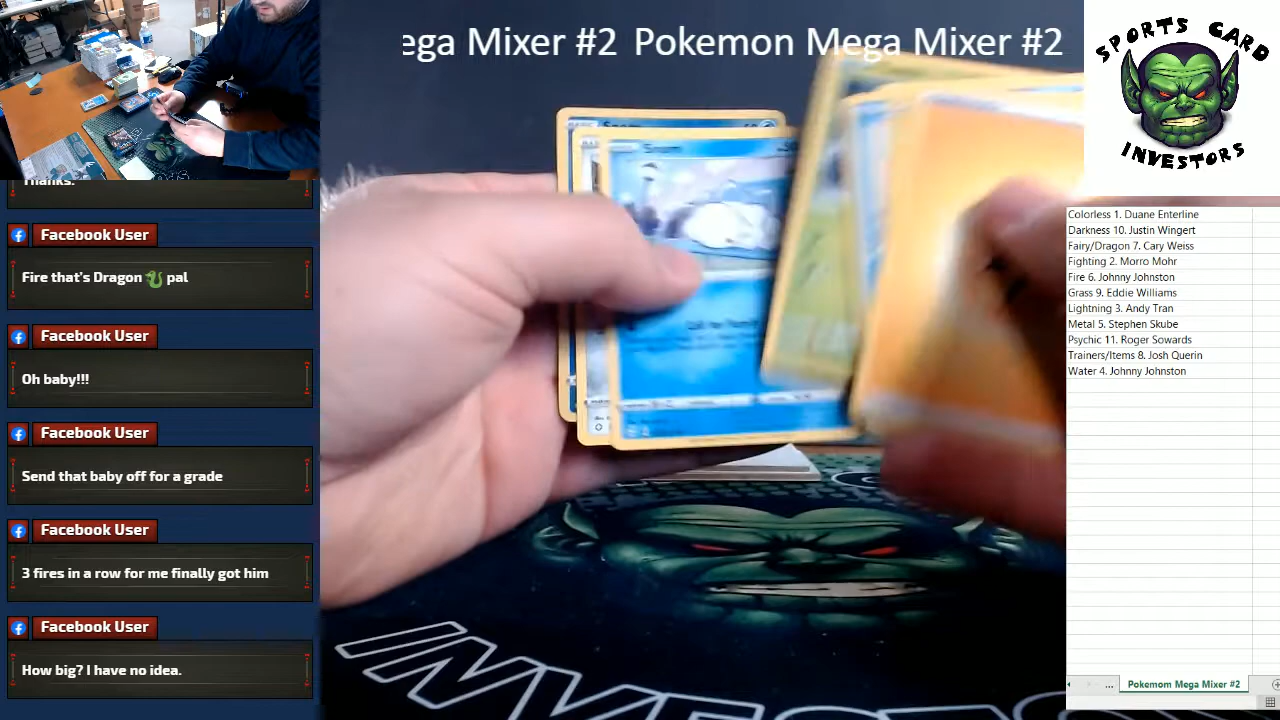 ega Mixer #2 Pokemon Mega Mixer #2
SPORTS CARD
INVESTORS
Thanks.
Facebook User
Fire that's Dragon 🐉 pal
Facebook User
Oh baby!!!
Facebook User
Send that baby off for a grade
Facebook User
3 fires in a row for me finally got him
Facebook User
How big? I have no idea.
Colorless 1. Duane Enterline
Darkness 10. Justin Wingert
Fairy/Dragon 7. Cary Weiss
Fighting 2. Morro Mohr
Fire 6. Johnny Johnston
Grass 9. Eddie Williams
Lightning 3. Andy Tran
Metal 5. Stephen Skube
Psychic 11. Roger Sowards
Trainers/Items 8. Josh Querin
Water 4. Johnny Johnston
... Pokemom Mega Mixer #2
INVESTORS